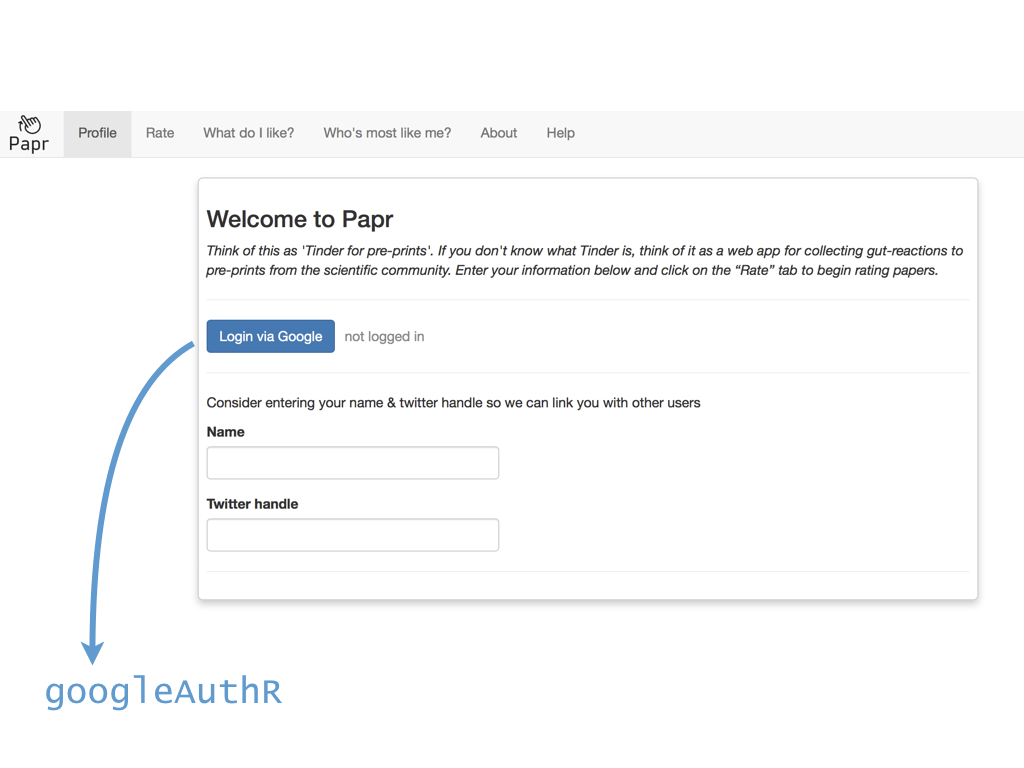 Papr
Profile
Rate
What do I like?
Who's most like me?
About
Help
Welcome to Papr
Think of this as 'Tinder for pre-prints'. If you don't know what Tinder is, think of it as a web app for collecting gut-reactions to
pre-prints from the scientific community. Enter your information below and click on the “Rate” tab to begin rating papers.
Login via Google
not logged in
Consider entering your name & twitter handle so we can link you with other users
Name
Twitter handle
googleAuthR